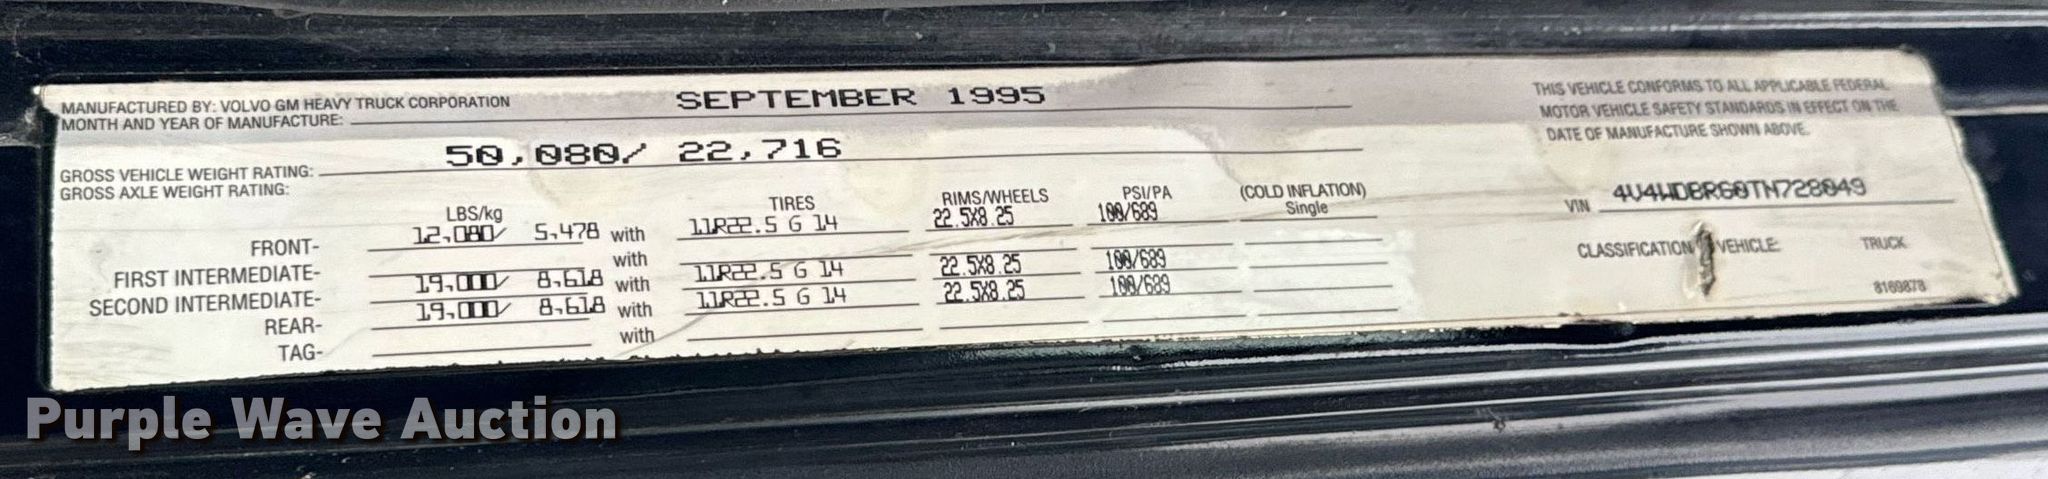 MANUFACTURED BY: VOLVO GM HEAVY TRUCK CORPORATION
MONTH AND YEAR OF MANUFACTURE: SEPTEMBER 1995
GROSS VEHICLE WEIGHT RATING: 50,080/ 22,716
GROSS AXLE WEIGHT RATING:
LBS/kg TIRES RIMS/WHEELS PSI/PA (COLD INFLATION)
FRONT- 12,080/ 5,478 with 11R22.5 G 14 22.5X8.25 100/689 Single
FIRST INTERMEDIATE- with
SECOND INTERMEDIATE- 19,000/ 8,618 with 11R22.5 G 14 22.5X8.25 100/689
REAR- 19,000/ 8,618 with 11R22.5 G 14 22.5X8.25 100/689
TAG- with
THIS VEHICLE CONFORMS TO ALL APPLICABLE FEDERAL
MOTOR VEHICLE SAFETY STANDARDS IN EFFECT ON THE
DATE OF MANUFACTURE SHOWN ABOVE.
VIN 4V4WDBR60TN728049
CLASSIFICATION VEHICLE: TRUCK
8169878
Purple Wave Auction